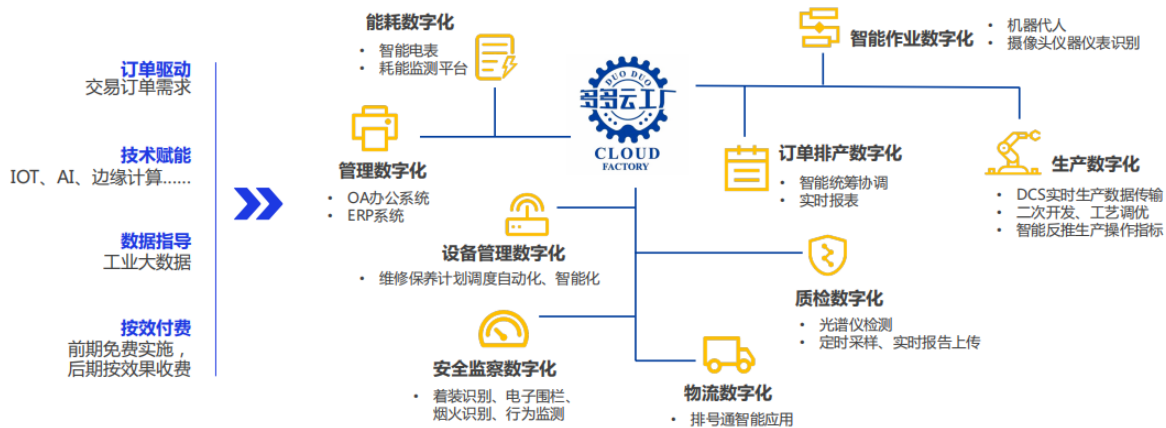 订单驱动
交易订单需求
技术赋能
IOT、AI、边缘计算……
数据指导
工业大数据
按效付费
前期免费实施，
后期按效果收费
能耗数字化
• 智能电表
• 耗能监测平台
管理数字化
• OA办公系统
• ERP系统
DUO DUO
多多云工厂
CLOUD
FACTORY
智能作业数字化
• 机器代人
• 摄像头仪器仪表识别
订单排产数字化
• 智能统筹协调
• 实时报表
生产数字化
• DCS实时生产数据传输
• 二次开发、工艺调优
• 智能反推生产操作指标
设备管理数字化
• 维修保养计划调度自动化、智能化
质检数字化
• 光谱仪检测
• 定时采样、实时报告上传
安全监察数字化
• 着装识别、电子围栏、
烟火识别、行为监测
物流数字化
• 排号通智能应用